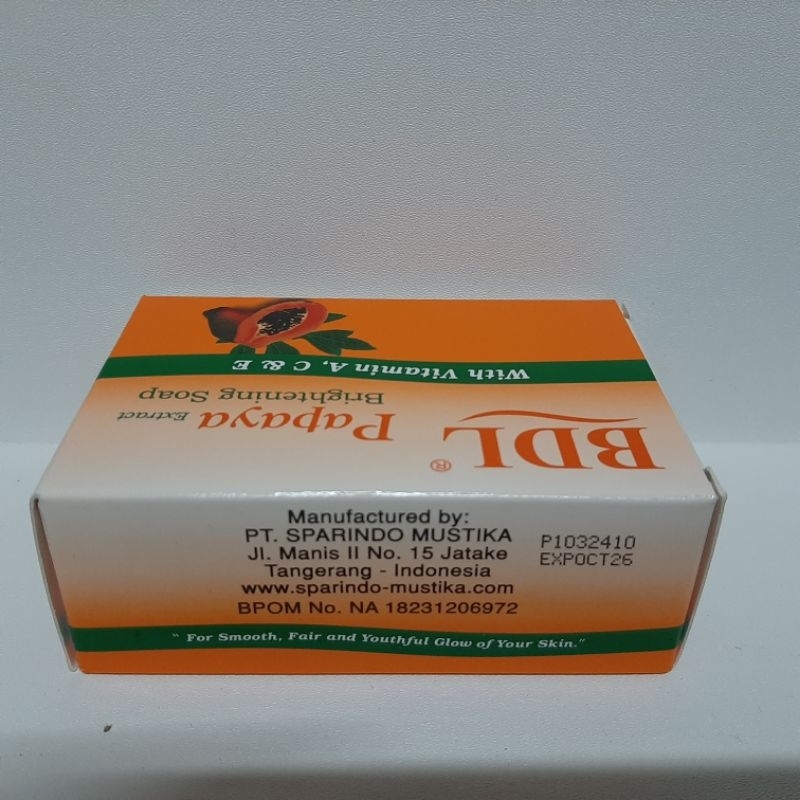 With Vitamin A, C & E
BDL® Papaya Extract
Brightening Soap
Manufactured by:
PT. SPARINDO MUSTIKA
Jl. Manis II No. 15 Jatake
Tangerang - Indonesia
www.sparindo-mustika.com
BPOM No. NA 18231206972
P1032410
EXPOCT26
" For Smooth, Fair and Youthful Glow of Your Skin."